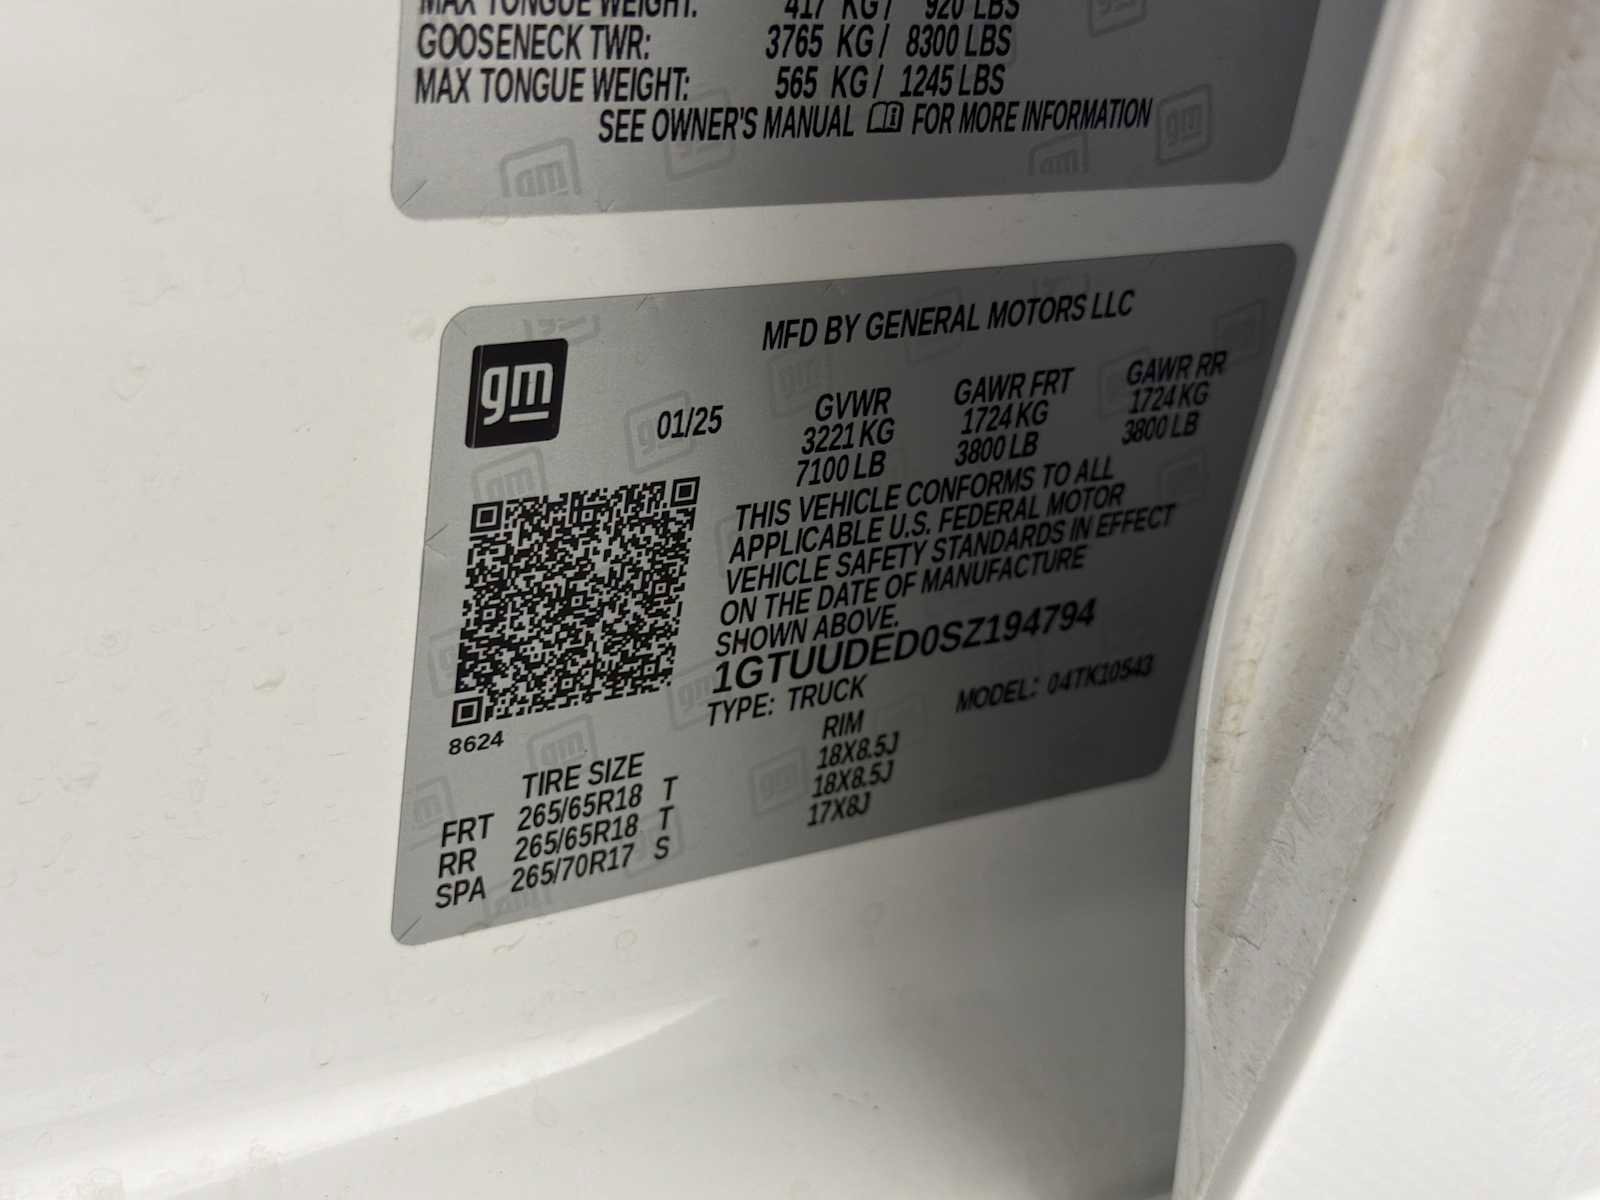 MAX TONGUE WEIGHT: 417 KG / 920 LBS
GOOSENECK TWR: 3765 KG / 8300 LBS
MAX TONGUE WEIGHT: 565 KG / 1245 LBS
SEE OWNER'S MANUAL FOR MORE INFORMATION
gm
MFD BY GENERAL MOTORS LLC
01/25
GVWR GAWR FRT GAWR RR
3221 KG 1724 KG 1724 KG
7100 LB 3800 LB 3800 LB
THIS VEHICLE CONFORMS TO ALL
APPLICABLE U.S. FEDERAL MOTOR
VEHICLE SAFETY STANDARDS IN EFFECT
ON THE DATE OF MANUFACTURE
SHOWN ABOVE.
1GTUUDED0SZ194794
TYPE: TRUCK MODEL: 04TK10543
8624
TIRE SIZE RIM
FRT 265/65R18 T 18X8.5J
RR 265/65R18 T 18X8.5J
SPA 265/70R17 S 17X8J